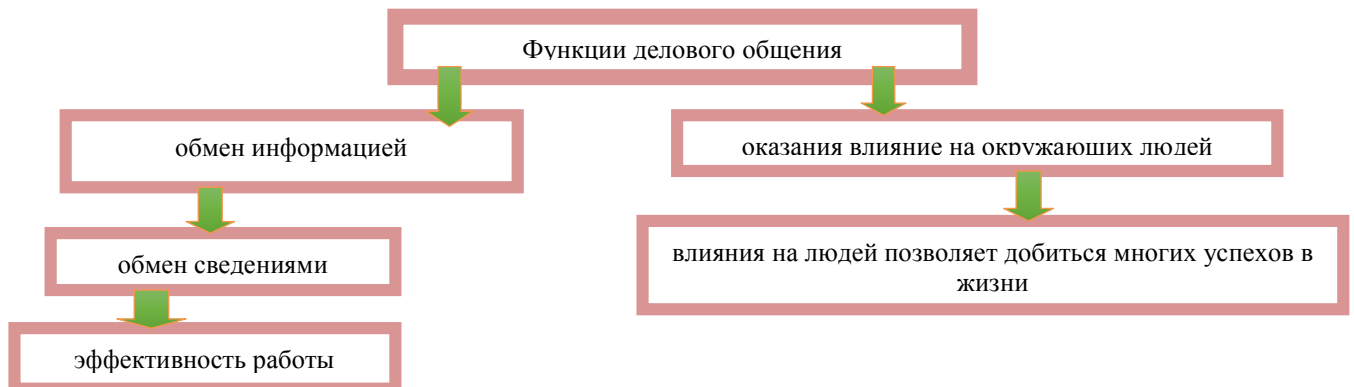 Функции делового общения
обмен информацией
оказания влияние на окружающих людей
обмен сведениями
влияния на людей позволяет добиться многих успехов в
жизни
эффективность работы